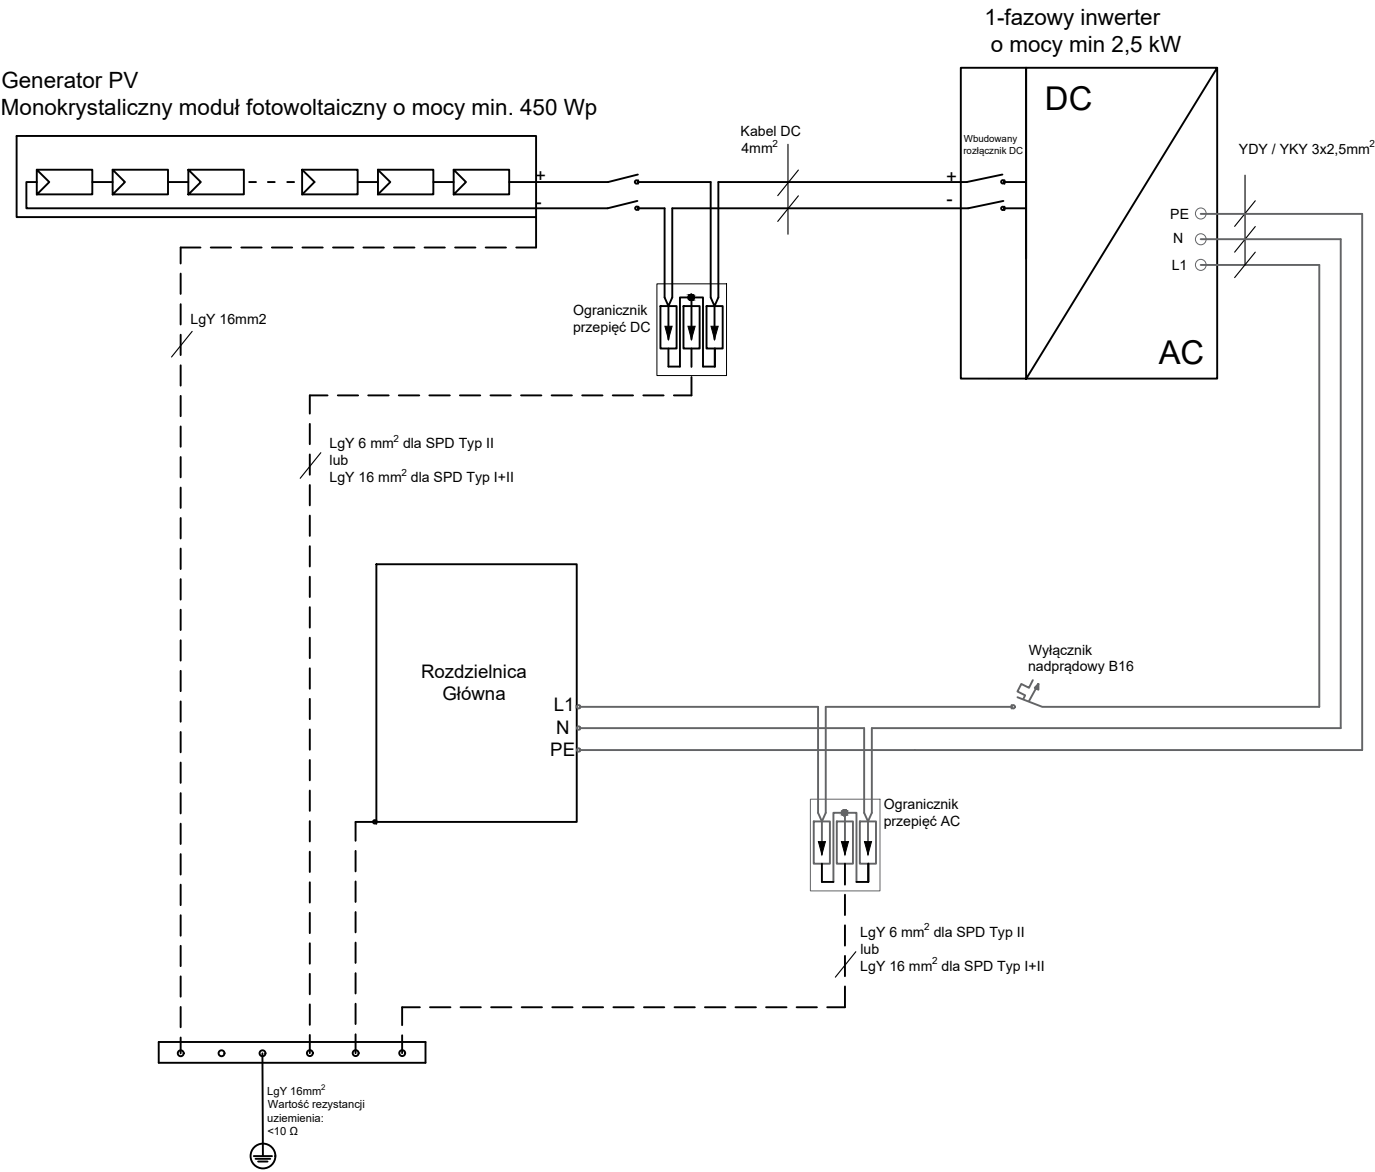 1-fazowy inwerter
o mocy min 2,5 kW
Generator PV
Monokrystaliczny moduł fotowoltaiczny o mocy min. 450 Wp
Kabel DC
4mm²
Wbudowany
rozłącznik DC
DC
YDY / YKY 3x2,5mm²
+
-
+
-
PE
N
L1
AC
LgY 16mm2
Ogranicznik
przepięć DC
LgY 6 mm² dla SPD Typ II
lub
LgY 16 mm² dla SPD Typ I+II
Rozdzielnica
Główna
L1
N
PE
Wyłącznik
nadprądowy B16
Ogranicznik
przepięć AC
LgY 6 mm² dla SPD Typ II
lub
LgY 16 mm² dla SPD Typ I+II
LgY 16mm²
Wartość rezystancji
uziemienia:
<10 Ω